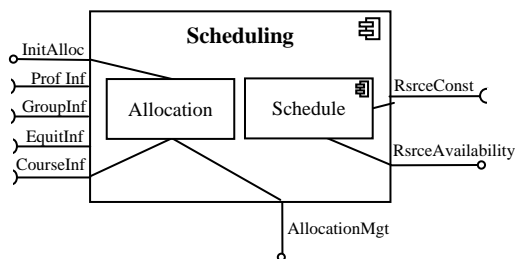 Scheduling
InitAlloc
Prof Inf
GroupInf
EquitInf
CourseInf
Allocation
Schedule
RsrceConst
RsrceAvailability
AllocationMgt